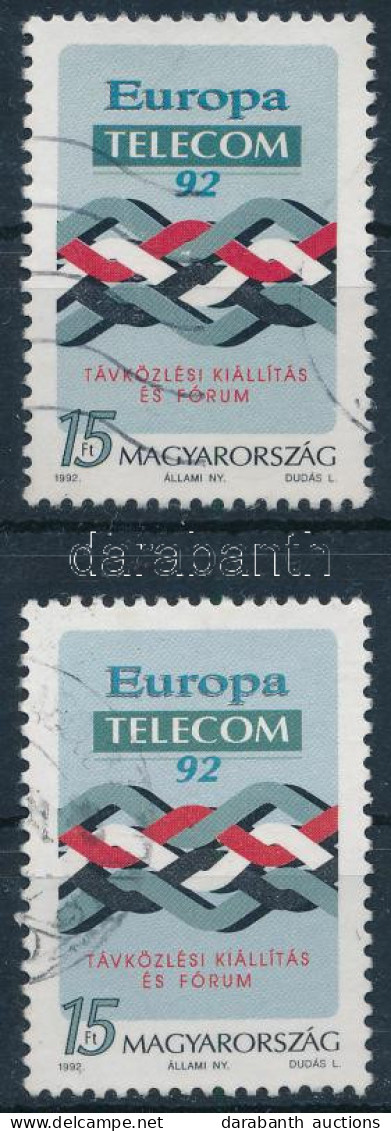 Europa
TELECOM
92
TÁVKÖZLÉSI KIÁLLÍTÁS
ÉS FÓRUM
15 Ft MAGYARORSZÁG
1992. ÁLLAMI NY. DUDÁS L.
darabanth
Europa
TELECOM
92
TÁVKÖZLÉSI KIÁLLÍTÁS
ÉS FÓRUM
15 Ft MAGYARORSZÁG
1992. ÁLLAMI NY. DUDÁS L.
www.delcampe.net darabanth auctions